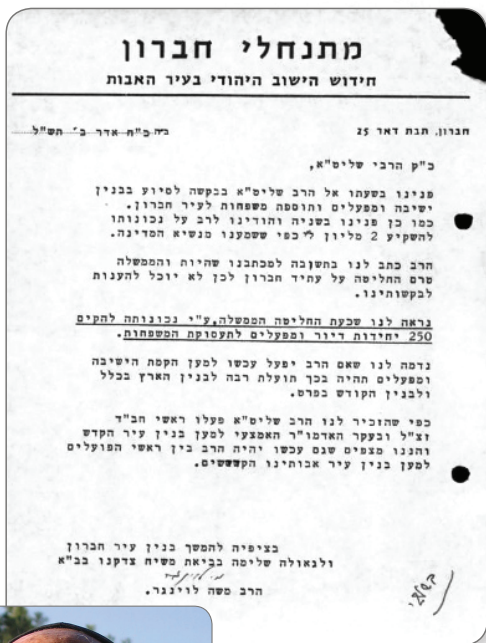 מתנחלי חברון
חידוש הישוב היהודי בעיר האבות
חברון, תבת דאר 25
ב"ה כ"ח אדר ב' תש"ל
כ"ק הרבי שליט"א,
פנינו בשעתו אל הרב שליט"א בבקשה לסיוע בבנין
ישיבה ומפעלים ותוספת משפחות לעיר חברון.
כמו כן פנינו בשניה והודינו לרב על נכונותו
להשקיע 2 מליון ל"י כפי ששמענו מנשיא המדינה.
הרב כתב לנו בתשובה למכתבנו שהיות והממשלה
טרם החליטה על עתיד חברון לכן לא יוכל להענות
לבקשותינו.
נראה לנו שכעת החליטה הממשלה, ע"י נכונותה להקים
250 יחידות דיור ומפעלים לתעסוקת המשפחות.
נדמה לנו שאם הרב יפעל עכשו למען הקמת הישיבה
ומפעלים תהיה בכך תועלת רבה לבנין הארץ בכלל
ולבנין הקודש בפרט.
כפי שהזכיר לנו הרב שליט"א פעלו ראשי חב"ד
זצ"ל ובעקר האדמו"ר האמצעי למען בנין עיר הקדש
והננו מצפים שגם עכשו יהיה הרב בין ראשי הפועלים
למען בנין עיר אבותינו הקדושים.
בציפיה להמשך בנין עיר חברון
ולגאולה שלימה בביאת משיח צדקנו בב"א
הרב משה לוינגר.